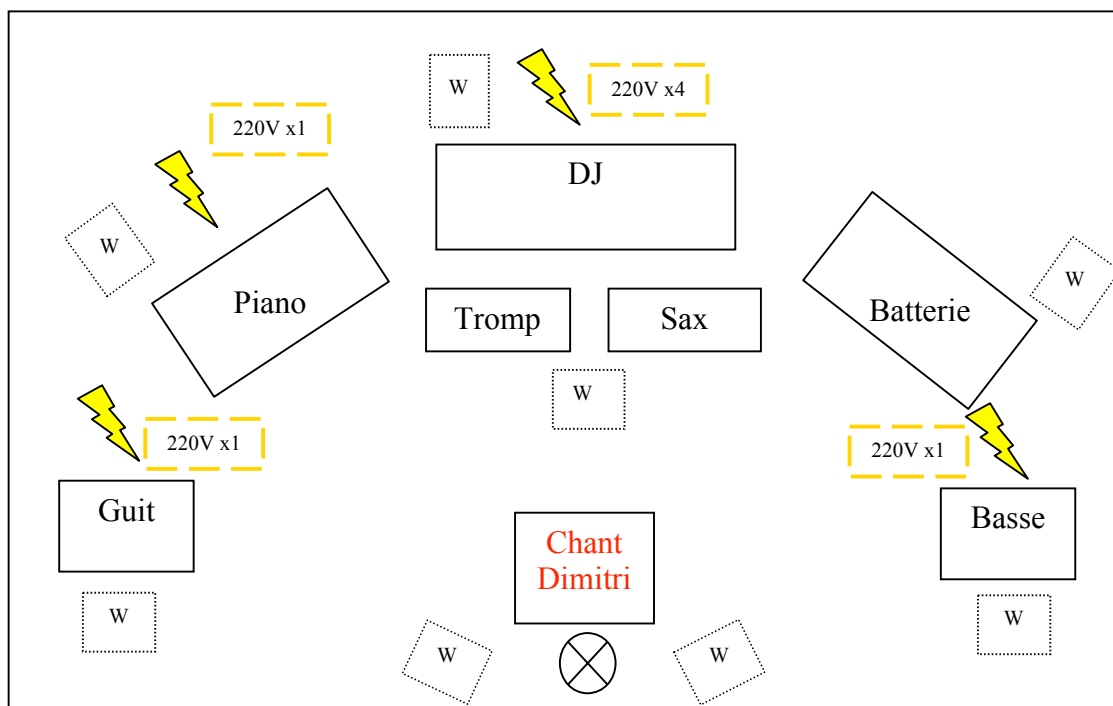 W
220V x4
220V x1
DJ
W
W
Piano
Tromp
Sax
Batterie
W
220V x1
220V x1
Guit
Basse
Chant
Dimitri
W
W
W
W